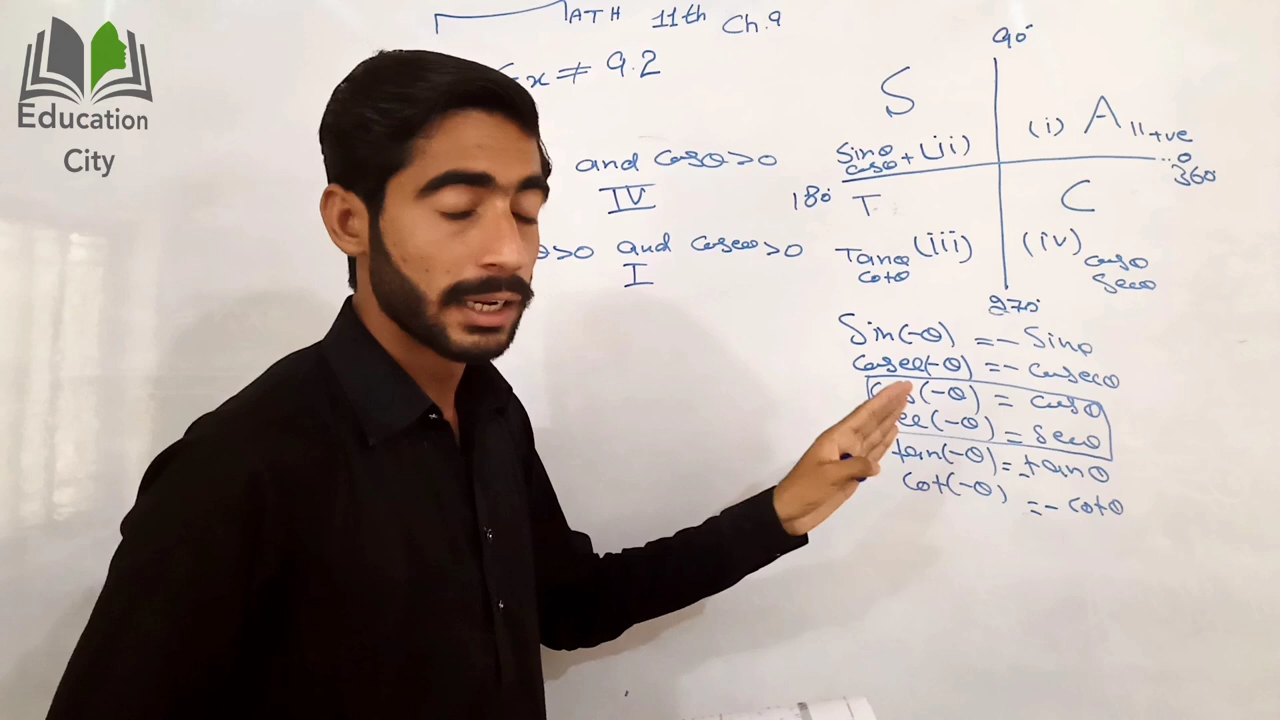 Education
City
ATH 11th Ch.9
Ex ≠ 9.2
and cosθ>0
IV
θ>0 and cosecθ>0
I
90°
S
(i) All +ve
Sinθ
cosθ + (ii)
0
360
180°
T
C
Tanθ (iii)
cotθ
(iv) cosθ
secθ
270°
Sin(-θ) = - Sinθ
cosec(-θ) = - cosecθ
cos(-θ) = cosθ
sec(-θ) = secθ
tan(-θ) = -tanθ
cot(-θ) = - cotθ